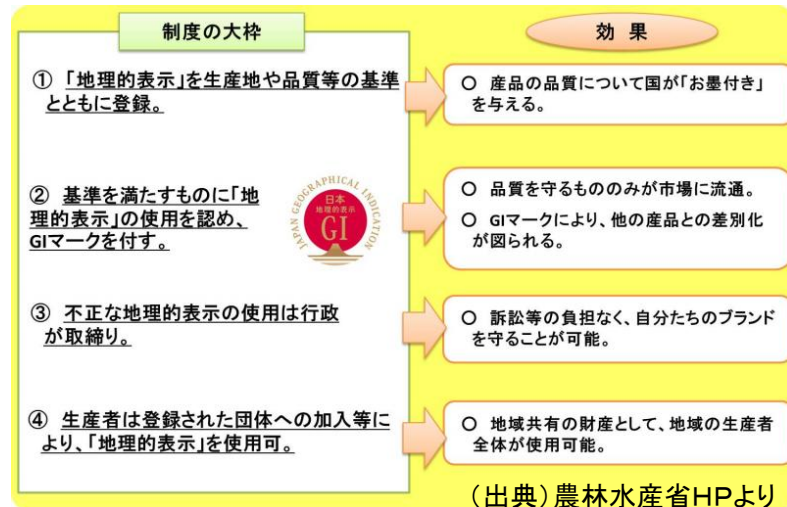 制度の大枠
効 果
① 「地理的表示」を生産地や品質等の基準
とともに登録。
○ 産品の品質について国が「お墨付き」
を与える。
② 基準を満たすものに「地
理的表示」の使用を認め、
GIマークを付す。
JAPAN GEOGRAPHICAL INDICATION
日本
地理的表示
GI
○ 品質を守るもののみが市場に流通。
○ GIマークにより、他の産品との差別化
が図られる。
③ 不正な地理的表示の使用は行政
が取締り。
○ 訴訟等の負担なく、自分たちのブランド
を守ることが可能。
④ 生産者は登録された団体への加入等に
より、「地理的表示」を使用可。
○ 地域共有の財産として、地域の生産者
全体が使用可能。
(出典)農林水産省HPより